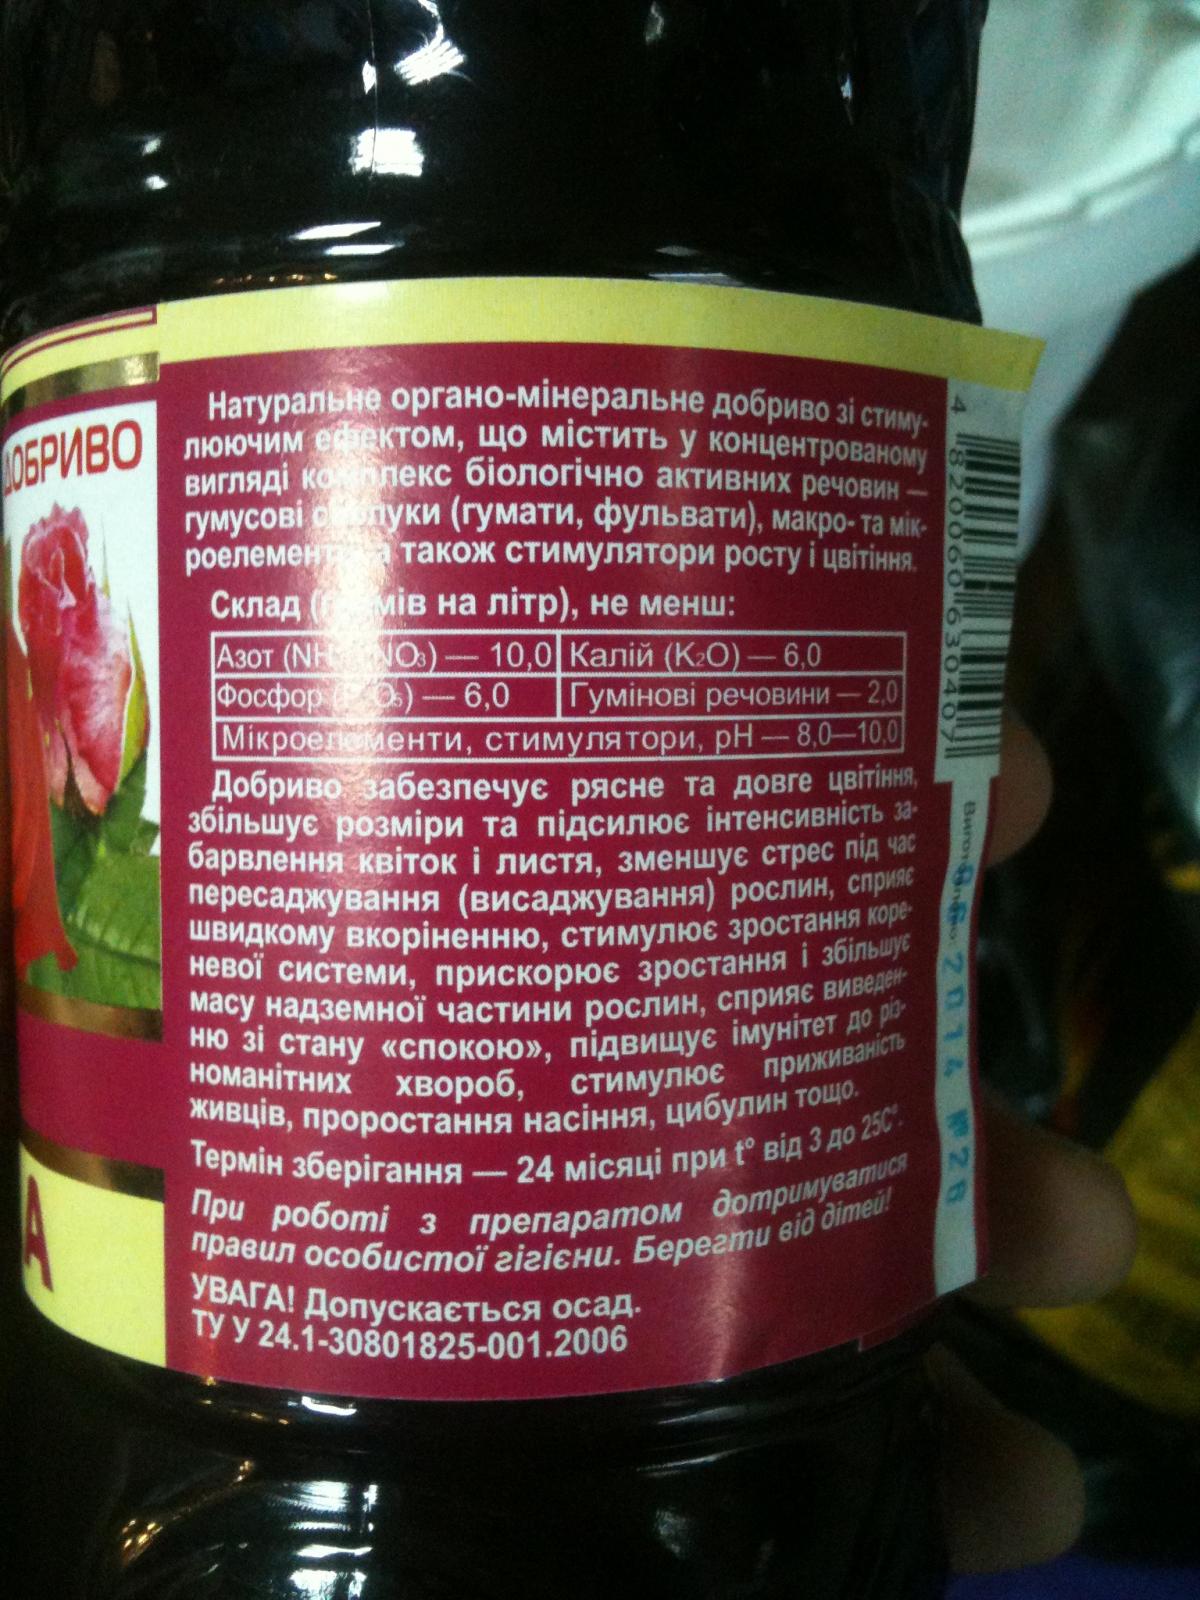 ДОБРИВО
А
Натуральне органо-мінеральне добриво зі стиму-
люючим ефектом, що містить у концентрованому
вигляді комплекс біологічно активних речовин —
гумусові сполуки (гумати, фульвати), макро- та мік-
роелементи, а також стимулятори росту і цвітіння.
Склад (грамів на літр), не менш:
Азот (NH NO3) — 10,0 Калій (K2O) — 6,0
Фосфор (P2O5) — 6,0 Гумінові речовини — 2,0
Мікроелементи, стимулятори, pH — 8,0—10,0
Добриво забезпечує рясне та довге цвітіння,
збільшує розміри та підсилює інтенсивність за-
барвлення квіток і листя, зменшує стрес під час
пересаджування (висаджування) рослин, сприяє
швидкому вкоріненню, стимулює зростання коре-
невої системи, прискорює зростання і збільшує
масу надземної частини рослин, сприяє виведен-
ню зі стану «спокою», підвищує імунітет до різ-
номанітних хвороб, стимулює приживаність
живців, проростання насіння, цибулин тощо.
Термін зберігання — 24 місяці при t° від 3 до 25С°.
При роботі з препаратом дотримуватися
правил особистої гігієни. Берегти від дітей!
УВАГА! Допускається осад.
ТУ У 24.1-30801825-001.2006
4 820060 630407
2014 №26